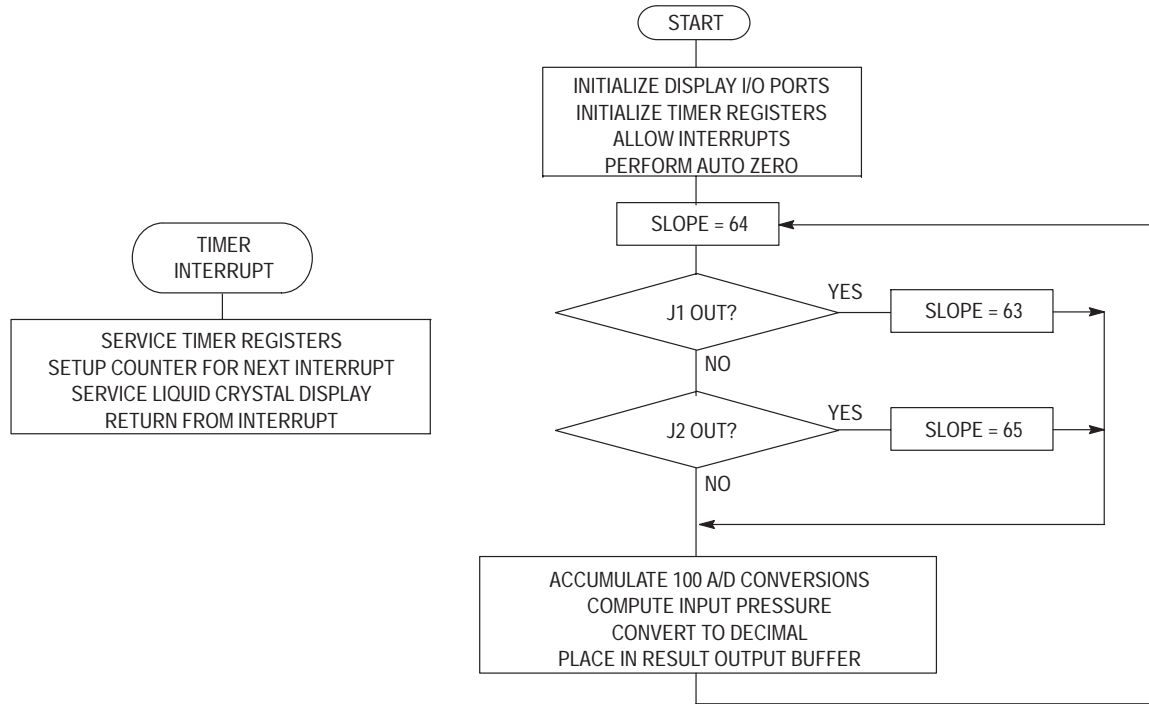 START
INITIALIZE DISPLAY I/O PORTS
INITIALIZE TIMER REGISTERS
ALLOW INTERRUPTS
PERFORM AUTO ZERO
SLOPE = 64
TIMER
INTERRUPT
SERVICE TIMER REGISTERS
SETUP COUNTER FOR NEXT INTERRUPT
SERVICE LIQUID CRYSTAL DISPLAY
RETURN FROM INTERRUPT
J1 OUT?
YES
SLOPE = 63
NO
J2 OUT?
YES
SLOPE = 65
NO
ACCUMULATE 100 A/D CONVERSIONS
COMPUTE INPUT PRESSURE
CONVERT TO DECIMAL
PLACE IN RESULT OUTPUT BUFFER